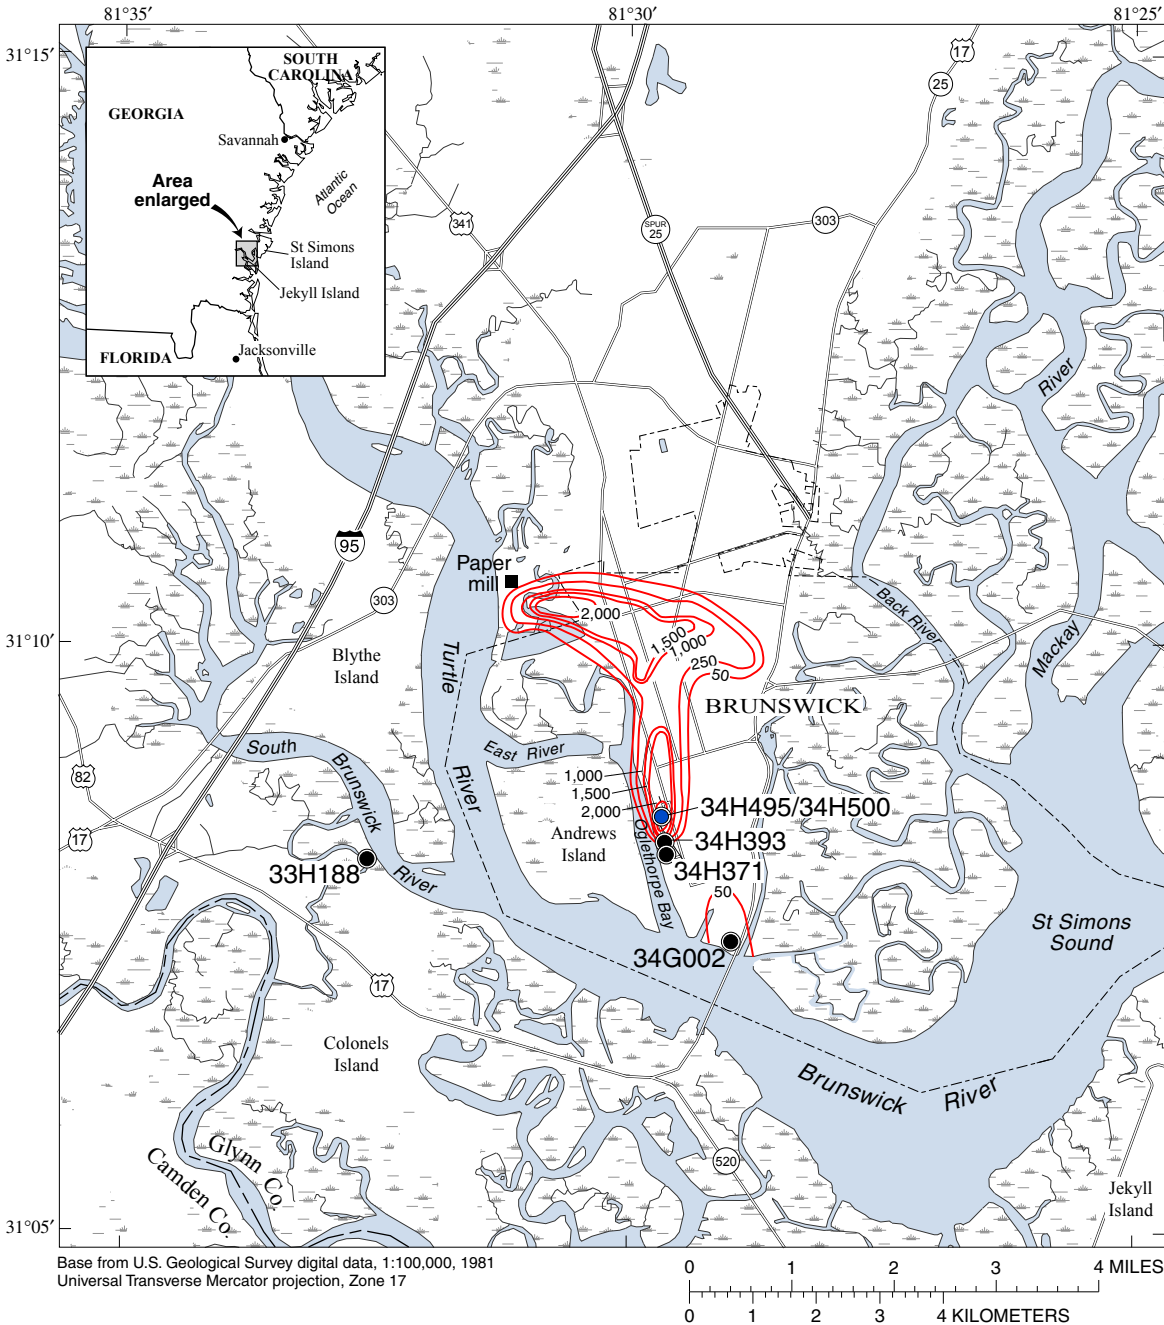 81°35'
81°30'
81°25'
31°15'
SOUTH
CAROLINA
GEORGIA
Savannah
Area
enlarged
Atlantic
Ocean
St Simons
Island
Jekyll Island
FLORIDA
Jacksonville
17
25
341
SPUR
25
303
River
95
Paper
mill
303
2,000
Back River
31°10'
Blythe
Island
Turtle
River
1,500
1,000
250
50
Mackay
BRUNSWICK
South
Brunswick
River
East River
82
17
1,000
1,500
2,000
34H495/34H500
Andrews
Island
Oglethorpe Bay
34H393
34H371
33H188
50
34G002
St Simons
Sound
17
Colonels
Island
Brunswick
River
Glynn Co.
Camden Co.
520
Jekyll
Island
31°05'
Base from U.S. Geological Survey digital data, 1:100,000, 1981
Universal Transverse Mercator projection, Zone 17
0 1 2 3 4 MILES
0 1 2 3 4 KILOMETERS